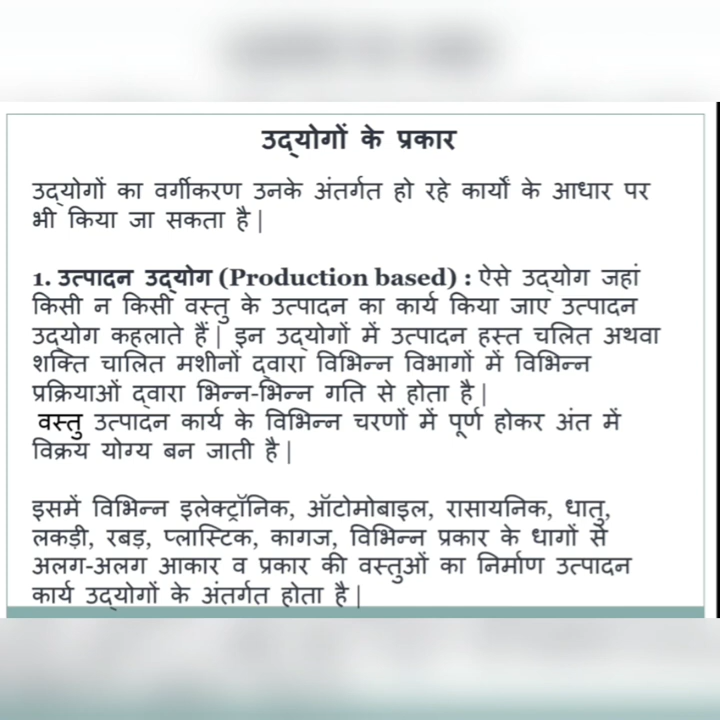 उद्योगों के प्रकार
उद्योगों का वर्गीकरण उनके अंतर्गत हो रहे कार्यों के आधार पर
भी किया जा सकता है|
1. उत्पादन उद्योग (Production based) : ऐसे उद्योग जहां
किसी न किसी वस्तु के उत्पादन का कार्य किया जाए उत्पादन
उद्योग कहलाते हैं| इन उद्योगों में उत्पादन हस्त चलित अथवा
शक्ति चालित मशीनों द्वारा विभिन्न विभागों में विभिन्न
प्रक्रियाओं द्वारा भिन्न-भिन्न गति से होता है|
वस्तु उत्पादन कार्य के विभिन्न चरणों में पूर्ण होकर अंत में
विक्रय योग्य बन जाती है|
इसमें विभिन्न इलेक्ट्रॉनिक, ऑटोमोबाइल, रासायनिक, धातु,
लकड़ी, रबड़, प्लास्टिक, कागज, विभिन्न प्रकार के धागों से
अलग-अलग आकार व प्रकार की वस्तुओं का निर्माण उत्पादन
कार्य उद्योगों के अंतर्गत होता है|